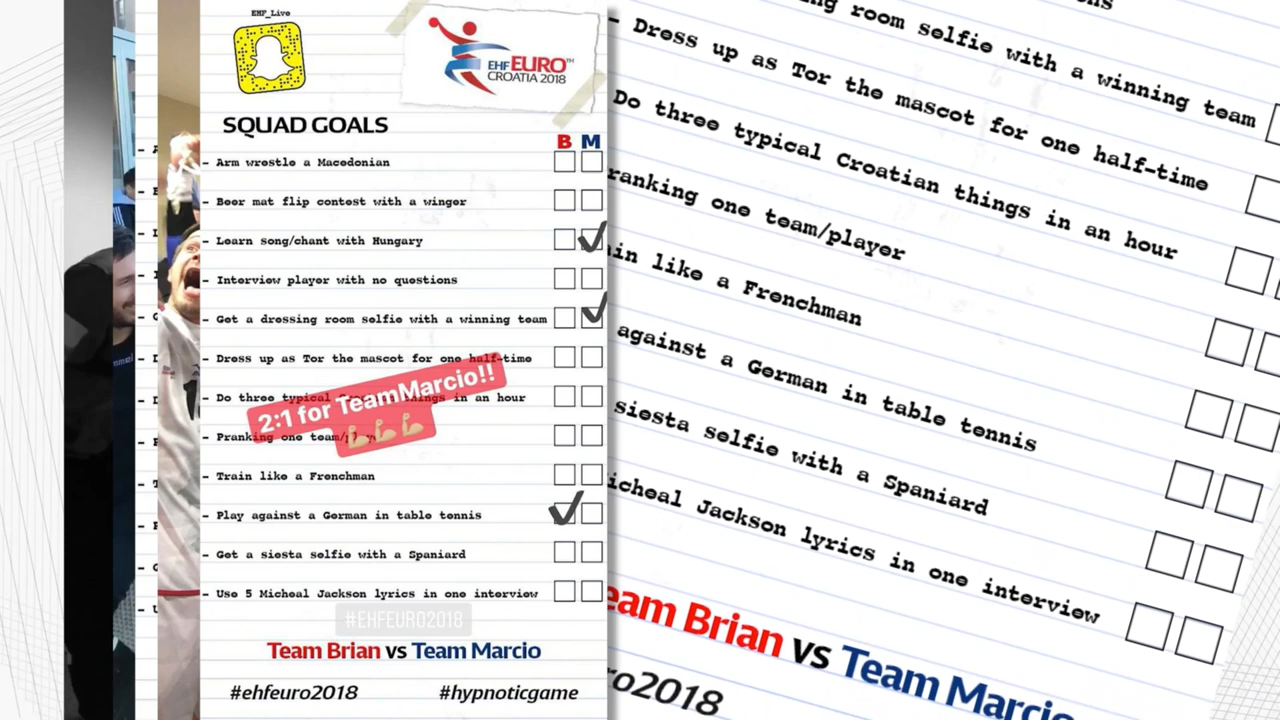 EHF_Live
EHF EURO™
CROATIA 2018
SQUAD GOALS
B M
- Arm wrestle a Macedonian
- Beer mat flip contest with a winger
- Learn song/chant with Hungary
- Interview player with no questions
- Get a dressing room selfie with a winning team
- Dress up as Tor the mascot for one half-time
- Do three typical things in an hour
2:1 for TeamMarcio!!
- Pranking one team/
- Train like a Frenchman
- Play against a German in table tennis
- Get a siesta selfie with a Spaniard
- Use 5 Micheal Jackson lyrics in one interview
#EHFEURO2018
Team Brian vs Team Marcio
#ehfeuro2018 #hypnoticgame
room selfie with a winning team
- Dress up as Tor the mascot for one half-time
Do three typical Croatian things in an hour
ranking one team/player
in like a Frenchman
against a German in table tennis
siesta selfie with a Spaniard
icheal Jackson lyrics in one interview
eam Brian vs Team Marcio
ro2018